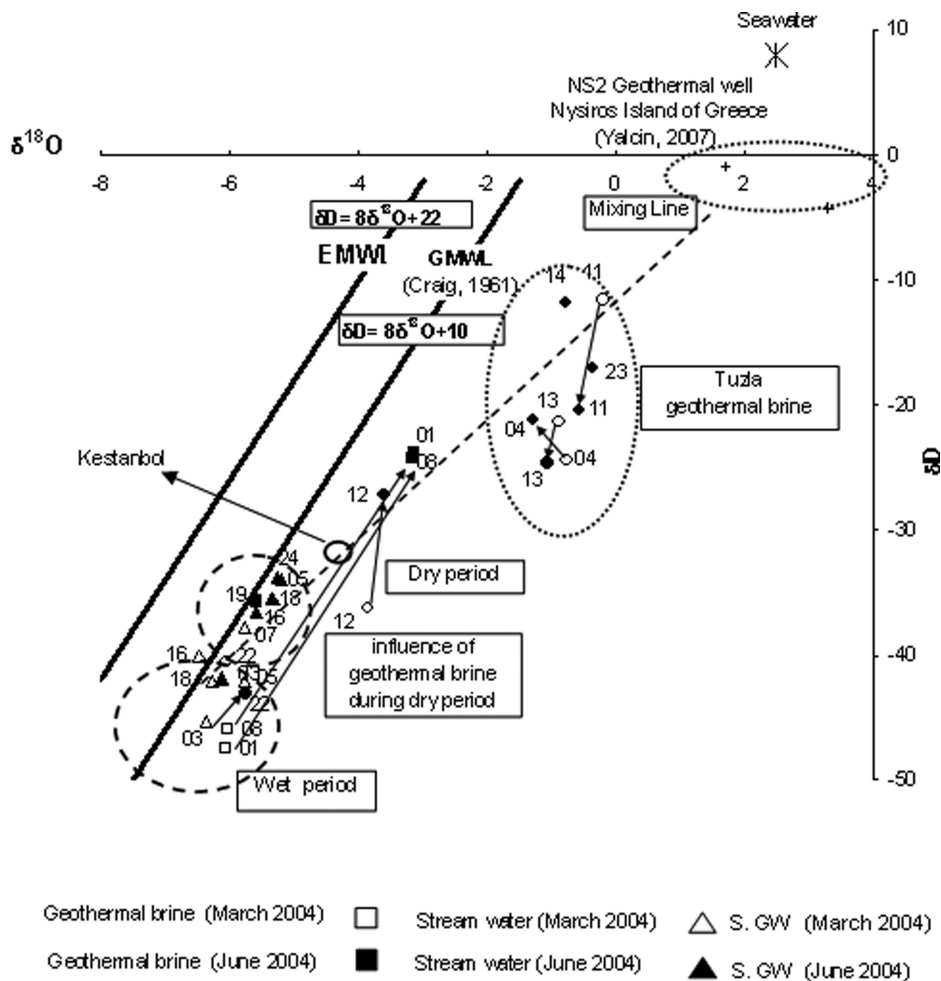 Seawater
10
NS2 Geothermal well
Nysiros Island of Greece
(Yalcin, 2007)
δ18O
0
-8
-6
-4
-2
0
2
4
Mixing Line
δD = 8δ18O+22
EMWl
GMWL
(Craig, 1961)
δD= 8δ18O+10
14
11
-10
23
Tuzla
geothermal brine
13
11
04
04
13
-20
01
08
Kestanbol
12
δD
-30
Dry period
24
05
19
18
16
07
12
influence of
geothermal brine
during dry period
16
22
18
05
22
03
08
01
-40
Wet period
-50
Geothermal brine (March 2004)
Stream water (March 2004)
S. GW (March 2004)
Geothermal brine (June 2004)
Stream water (June 2004)
S. GW (June 2004)